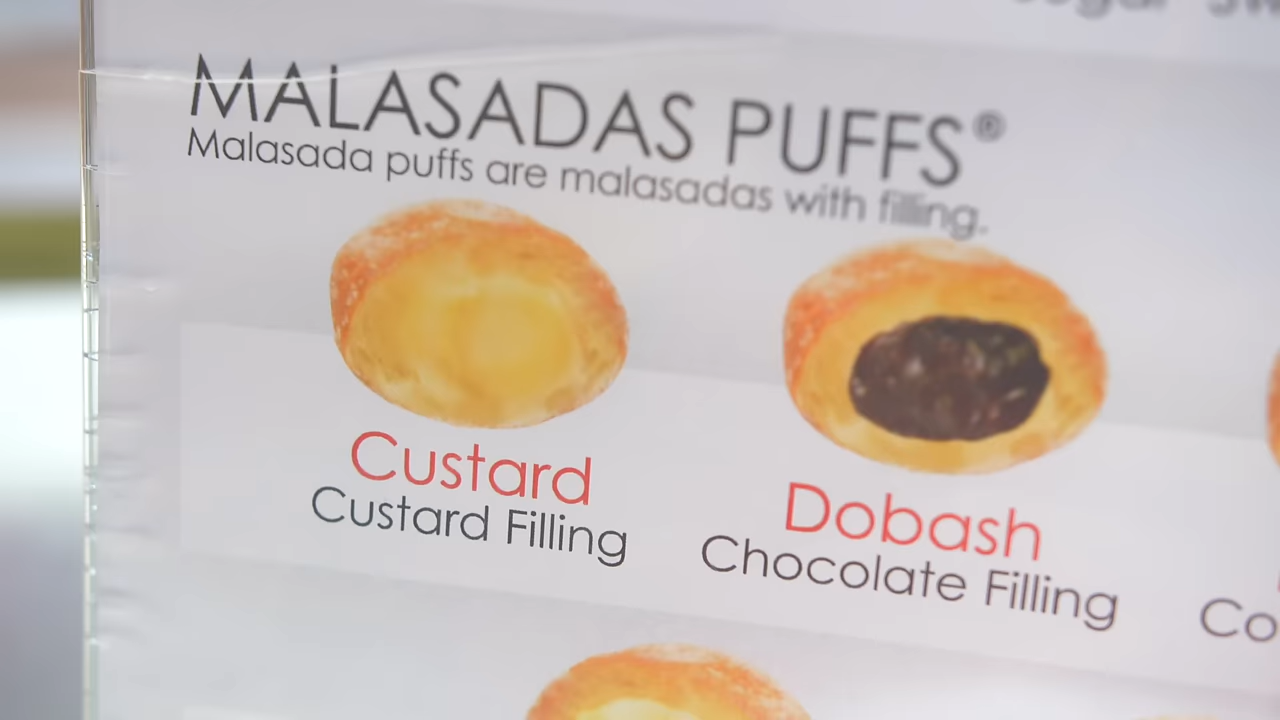 MALASADAS PUFFS®
Malasada puffs are malasadas with filling.
Custard
Custard Filling
Dobash
Chocolate Filling